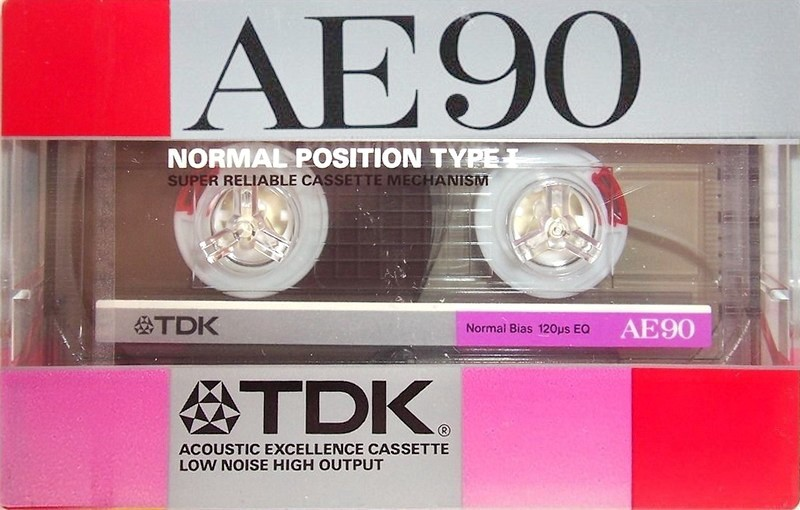 AE90
NORMAL POSITION TYPE I
SUPER RELIABLE CASSETTE MECHANISM
TDK
Normal Bias 120µs EQ
AE90
TDK®
ACOUSTIC EXCELLENCE CASSETTE
LOW NOISE HIGH OUTPUT